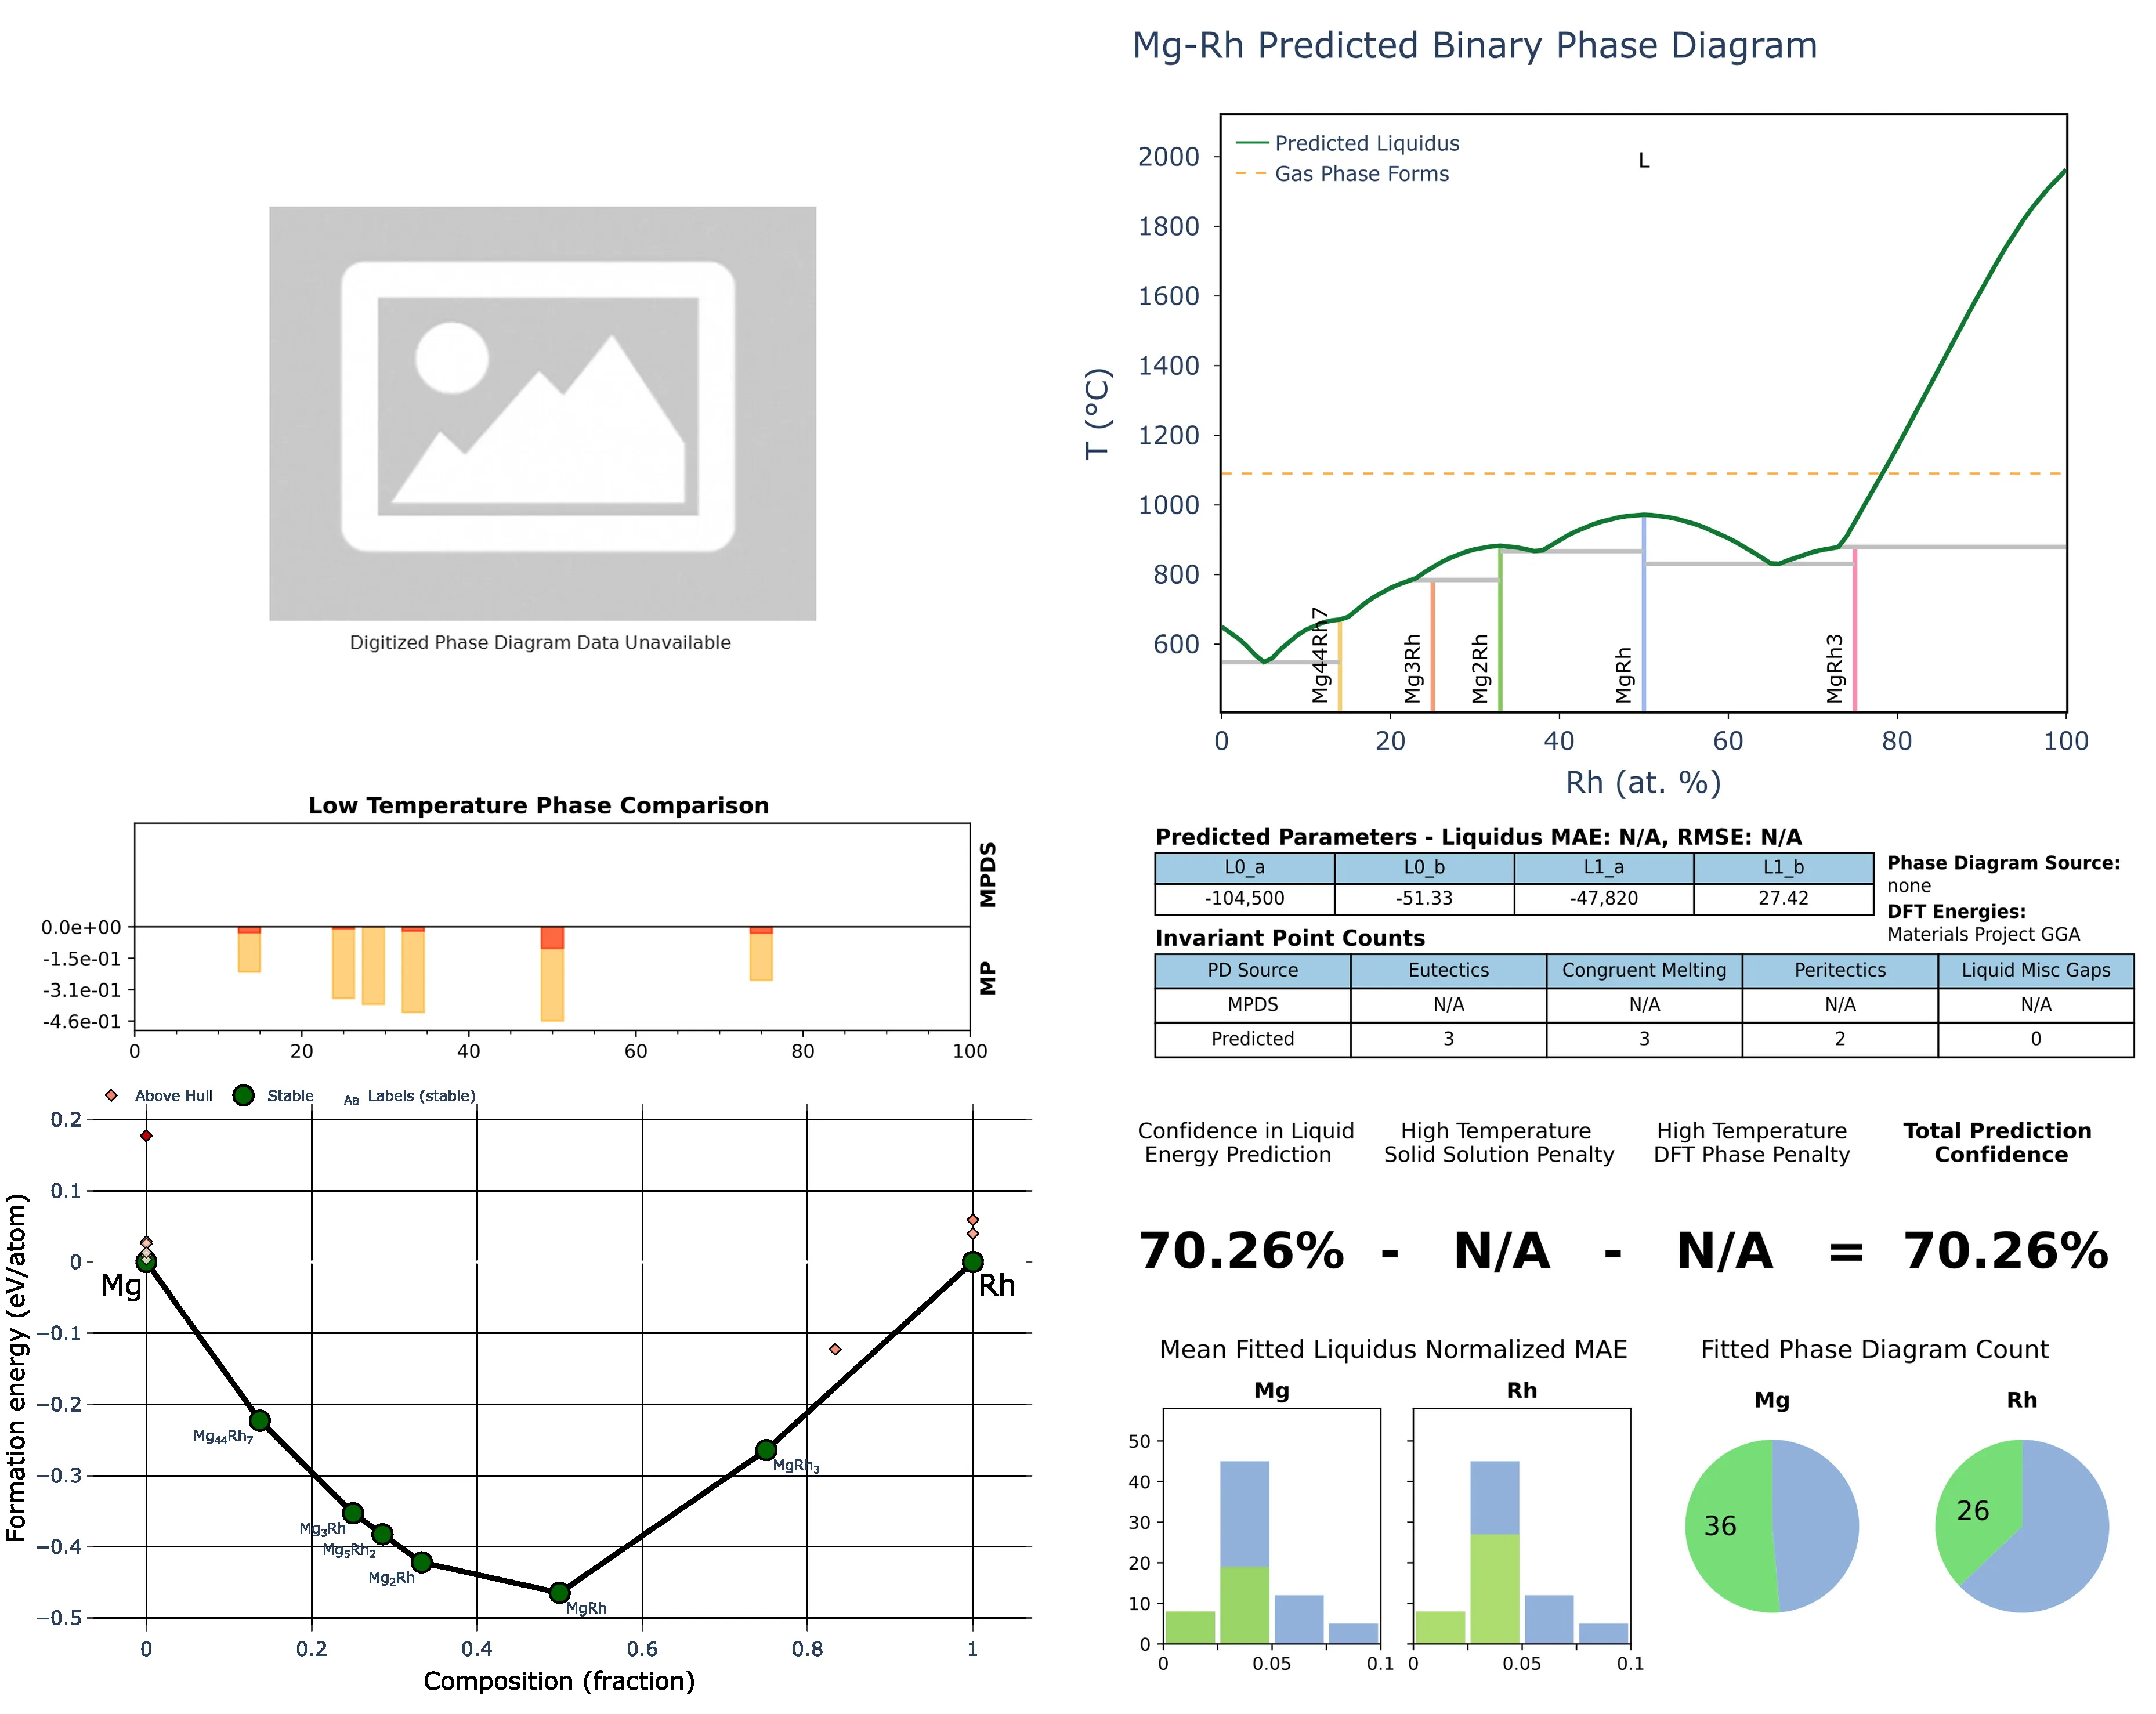 Mg-Rh Predicted Binary Phase Diagram
Predicted Liquidus
Gas Phase Forms
L
2000
1800
1600
1400
1200
1000
800
600
T (°C)
Mg44Rh7
Mg3Rh
Mg2Rh
MgRh
MgRh3
0 20 40 60 80 100
Rh (at. %)
Digitized Phase Diagram Data Unavailable
Low Temperature Phase Comparison
MPDS
MP
0.0e+00
-1.5e-01
-3.1e-01
-4.6e-01
0 20 40 60 80 100
Predicted Parameters - Liquidus MAE: N/A, RMSE: N/A
L0_a L0_b L1_a L1_b
-104,500 -51.33 -47,820 27.42
Phase Diagram Source:
none
DFT Energies:
Materials Project GGA
Invariant Point Counts
PD Source Eutectics Congruent Melting Peritectics Liquid Misc Gaps
MPDS N/A N/A N/A N/A
Predicted 3 3 2 0
Above Hull Stable Aa Labels (stable)
0.2
0.1
0
−0.1
−0.2
−0.3
−0.4
−0.5
Formation energy (eV/atom)
Mg
Rh
Mg₄₄Rh₇
Mg₃Rh
Mg₅Rh₂
Mg₂Rh
MgRh
MgRh₃
0 0.2 0.4 0.6 0.8 1
Composition (fraction)
Confidence in Liquid
Energy Prediction
High Temperature
Solid Solution Penalty
High Temperature
DFT Phase Penalty
Total Prediction
Confidence
70.26% - N/A - N/A = 70.26%
Mean Fitted Liquidus Normalized MAE
Mg
Rh
50
40
30
20
10
0
0 0.05 0.1
0 0.05 0.1
Fitted Phase Diagram Count
Mg
Rh
36
26